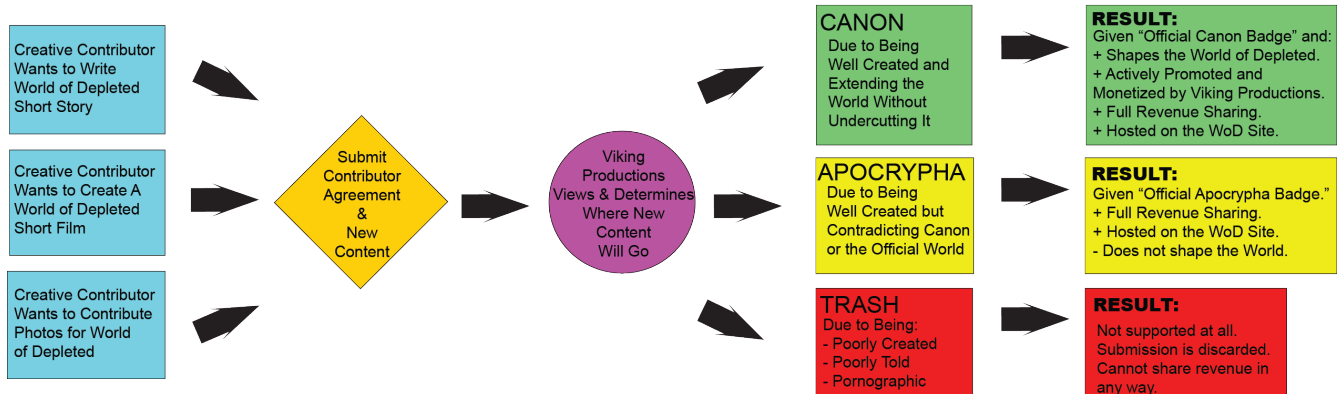 Creative Contributor
Wants to Write
World of Depleted
Short Story
Creative Contributor
Wants to Create A
World of Depleted
Short Film
Creative Contributor
Wants to Contribute
Photos for World
of Depleted
Submit
Contributor
Agreement
&
New
Content
Viking
Productions
Views & Determines
Where New
Content
Will Go
CANON
Due to Being
Well Created and
Extending the
World Without
Undercutting It
RESULT:
Given “Official Canon Badge” and:
+ Shapes the World of Depleted.
+ Actively Promoted and
Monetized by Viking Productions.
+ Full Revenue Sharing.
+ Hosted on the WoD Site.
APOCRYPHA
Due to Being
Well Created but
Contradicting Canon
or the Official World
RESULT:
Given “Official Apocrypha Badge.”
+ Full Revenue Sharing.
+ Hosted on the WoD Site.
- Does not shape the World.
TRASH
Due to Being:
- Poorly Created
- Poorly Told
- Pornographic
RESULT:
Not supported at all.
Submission is discarded.
Cannot share revenue in
any way.